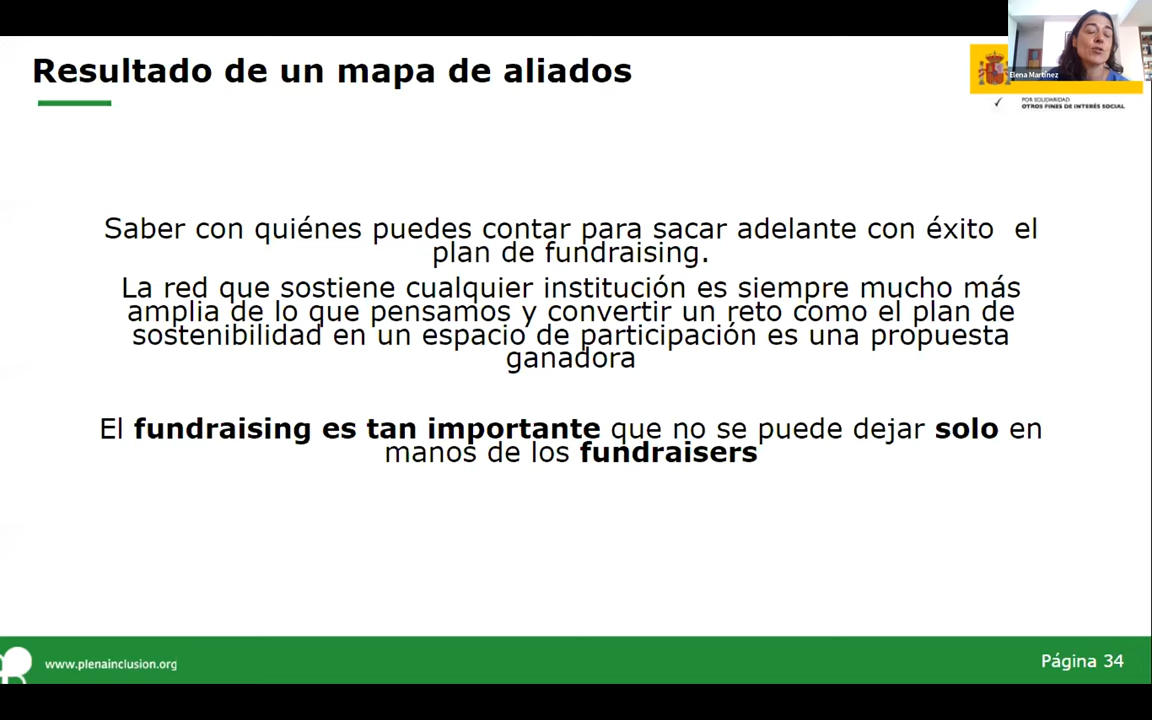 Resultado de un mapa de aliados
Elena Martínez
POR SOLIDARIDAD
OTROS FINES DE INTERÉS SOCIAL
Saber con quiénes puedes contar para sacar adelante con éxito  el
plan de fundraising.
La red que sostiene cualquier institución es siempre mucho más
amplia de lo que pensamos y convertir un reto como el plan de
sostenibilidad en un espacio de participación es una propuesta
ganadora
El fundraising es tan importante que no se puede dejar solo en
manos de los fundraisers
www.plenainclusion.org
Página 34